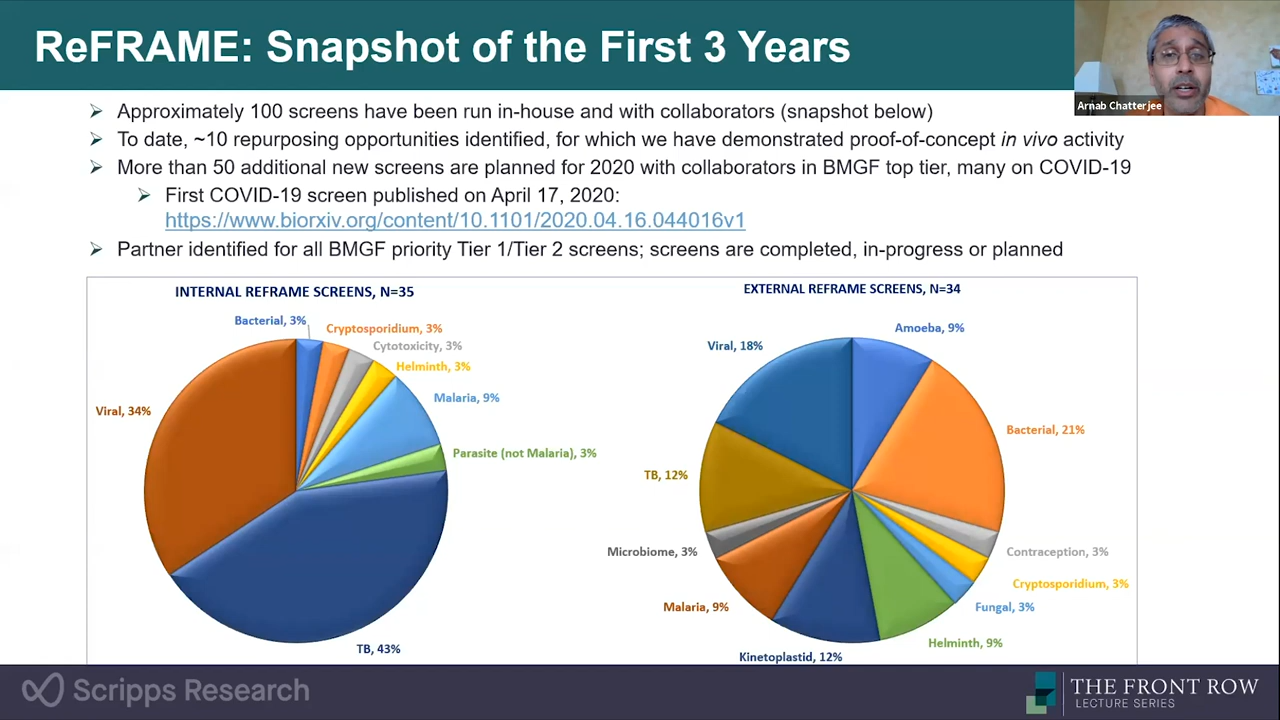 ReFRAME: Snapshot of the First 3 Years
Arnab Chatterjee
➢ Approximately 100 screens have been run in-house and with collaborators (snapshot below)
➢ To date, ~10 repurposing opportunities identified, for which we have demonstrated proof-of-concept in vivo activity
➢ More than 50 additional new screens are planned for 2020 with collaborators in BMGF top tier, many on COVID-19
➢ First COVID-19 screen published on April 17, 2020:
https://www.biorxiv.org/content/10.1101/2020.04.16.044016v1
➢ Partner identified for all BMGF priority Tier 1/Tier 2 screens; screens are completed, in-progress or planned
INTERNAL REFRAME SCREENS, N=35
Bacterial, 3%
Cryptosporidium, 3%
Cytotoxicity, 3%
Helminth, 3%
Malaria, 9%
Parasite (not Malaria), 3%
TB, 43%
Viral, 34%
EXTERNAL REFRAME SCREENS, N=34
Amoeba, 9%
Bacterial, 21%
Contraception, 3%
Cryptosporidium, 3%
Fungal, 3%
Helminth, 9%
Kinetoplastid, 12%
Malaria, 9%
Microbiome, 3%
TB, 12%
Viral, 18%
Scripps Research
THE FRONT ROW
LECTURE SERIES